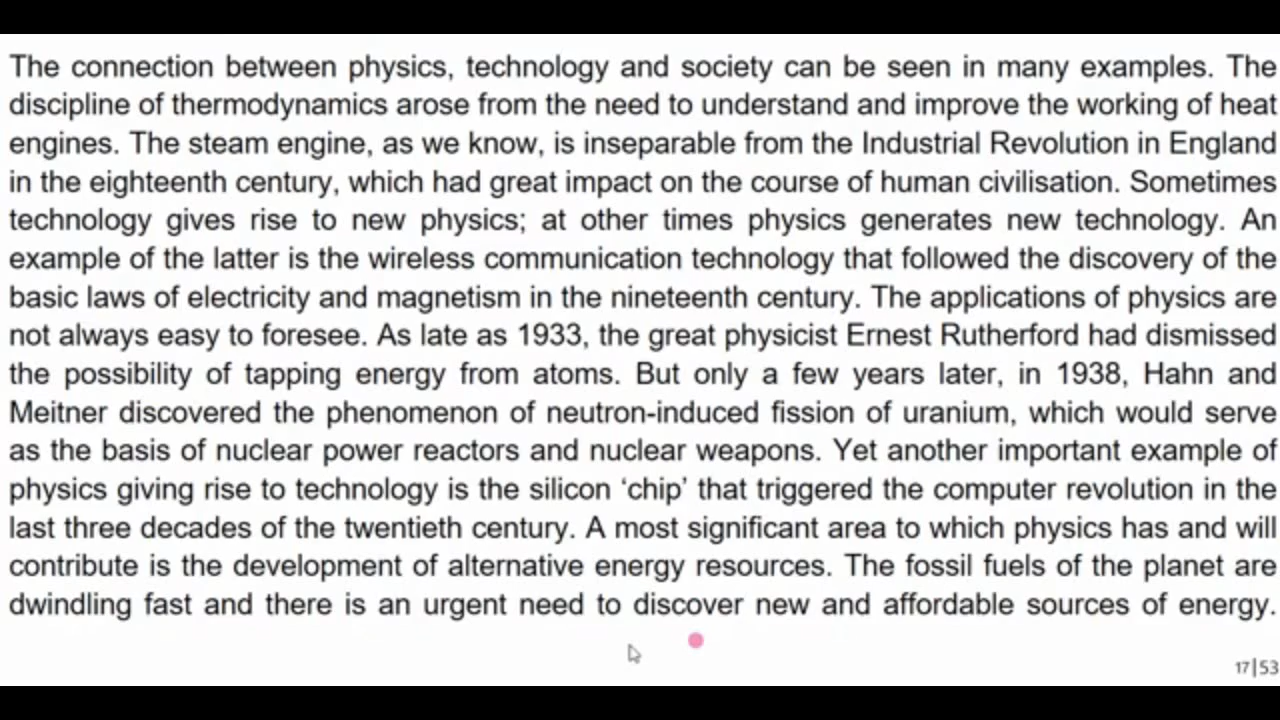 The connection between physics, technology and society can be seen in many examples. The
discipline of thermodynamics arose from the need to understand and improve the working of heat
engines. The steam engine, as we know, is inseparable from the Industrial Revolution in England
in the eighteenth century, which had great impact on the course of human civilisation. Sometimes
technology gives rise to new physics; at other times physics generates new technology. An
example of the latter is the wireless communication technology that followed the discovery of the
basic laws of electricity and magnetism in the nineteenth century. The applications of physics are
not always easy to foresee. As late as 1933, the great physicist Ernest Rutherford had dismissed
the possibility of tapping energy from atoms. But only a few years later, in 1938, Hahn and
Meitner discovered the phenomenon of neutron-induced fission of uranium, which would serve
as the basis of nuclear power reactors and nuclear weapons. Yet another important example of
physics giving rise to technology is the silicon ‘chip’ that triggered the computer revolution in the
last three decades of the twentieth century. A most significant area to which physics has and will
contribute is the development of alternative energy resources. The fossil fuels of the planet are
dwindling fast and there is an urgent need to discover new and affordable sources of energy.
17|53